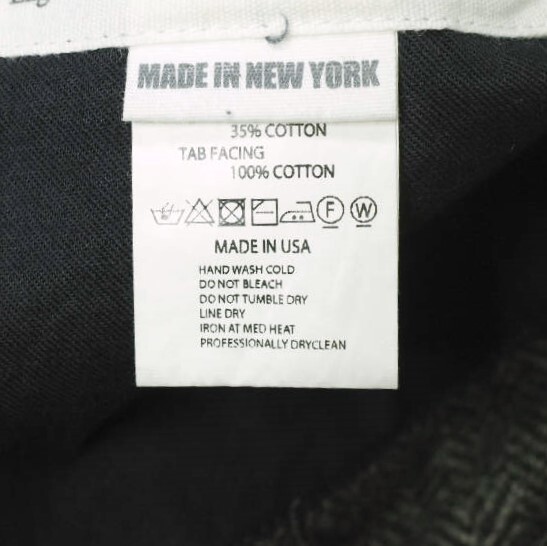 MADE IN NEW YORK
35% COTTON
TAB FACING
100% COTTON
F W
MADE IN USA
HAND WASH COLD
DO NOT BLEACH
DO NOT TUMBLE DRY
LINE DRY
IRON AT MED HEAT
PROFESSIONALLY DRYCLEAN